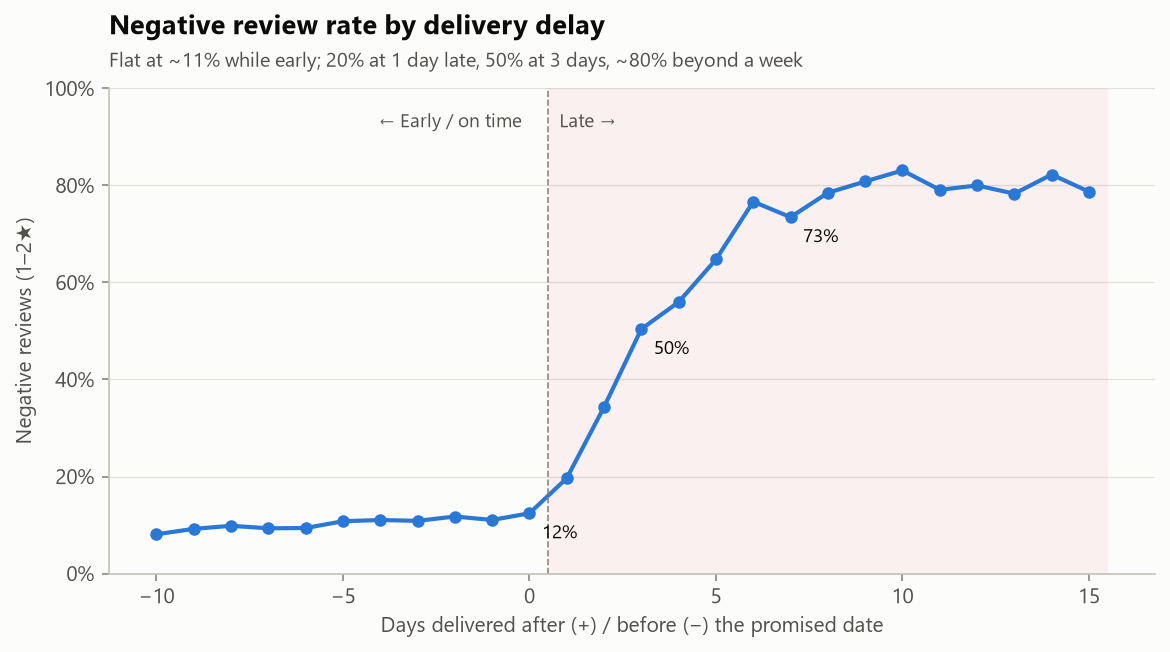 Negative review rate by delivery delay
Flat at ~11% while early; 20% at 1 day late, 50% at 3 days, ~80% beyond a week
100%
← Early / on time
Late →
80%
73%
60%
50%
40%
20%
12%
0%
Negative reviews (1–2★)
−10
−5
0
5
10
15
Days delivered after (+) / before (−) the promised date